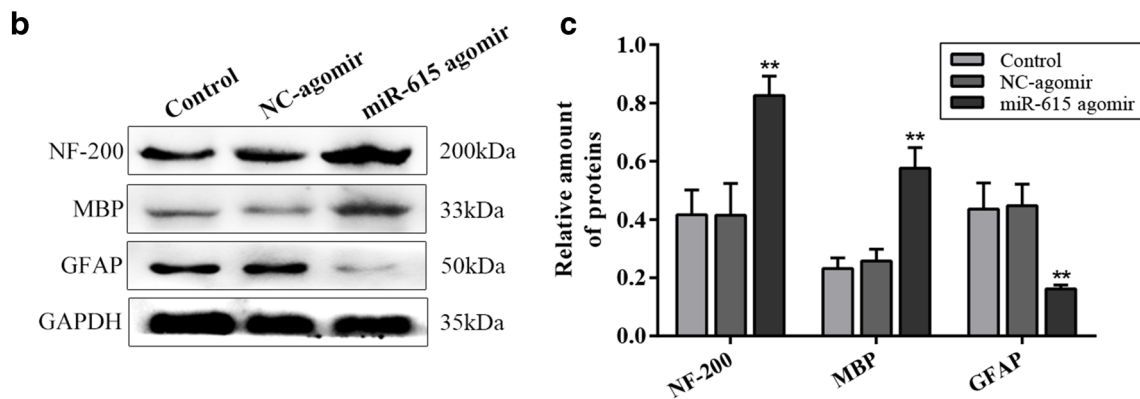 b
Control
NC-agomir
miR-615 agomir
NF-200
200kDa
MBP
33kDa
GFAP
50kDa
GAPDH
35kDa
c
Relative amount
of proteins
1.0
0.8
0.6
0.4
0.2
0.0
**
**
**
Control
NC-agomir
miR-615 agomir
NF-200
MBP
GFAP